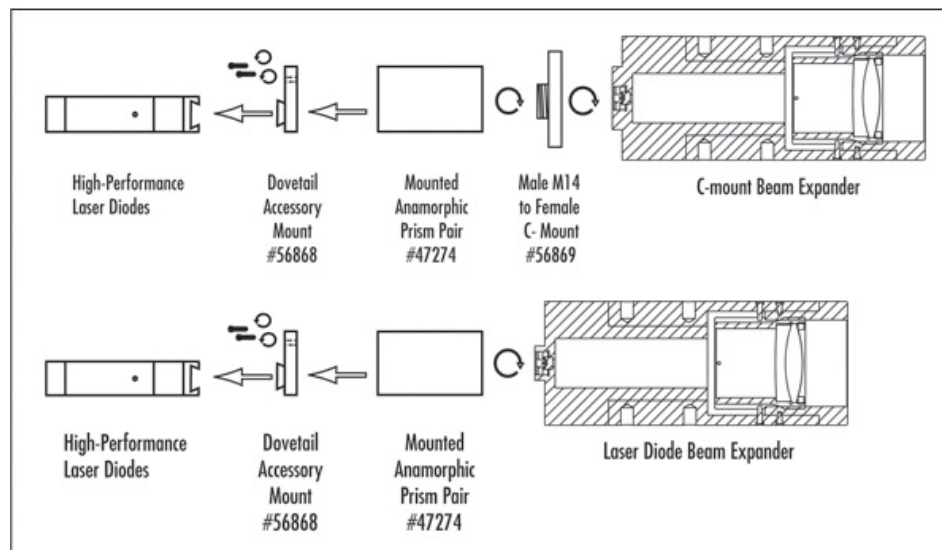 High-Performance
Laser Diodes
Dovetail
Accessory
Mount
#56868
Mounted
Anamorphic
Prism Pair
#47274
Male M14
to Female
C- Mount
#56869
C-mount Beam Expander
High-Performance
Laser Diodes
Dovetail
Accessory
Mount
#56868
Mounted
Anamorphic
Prism Pair
#47274
Laser Diode Beam Expander